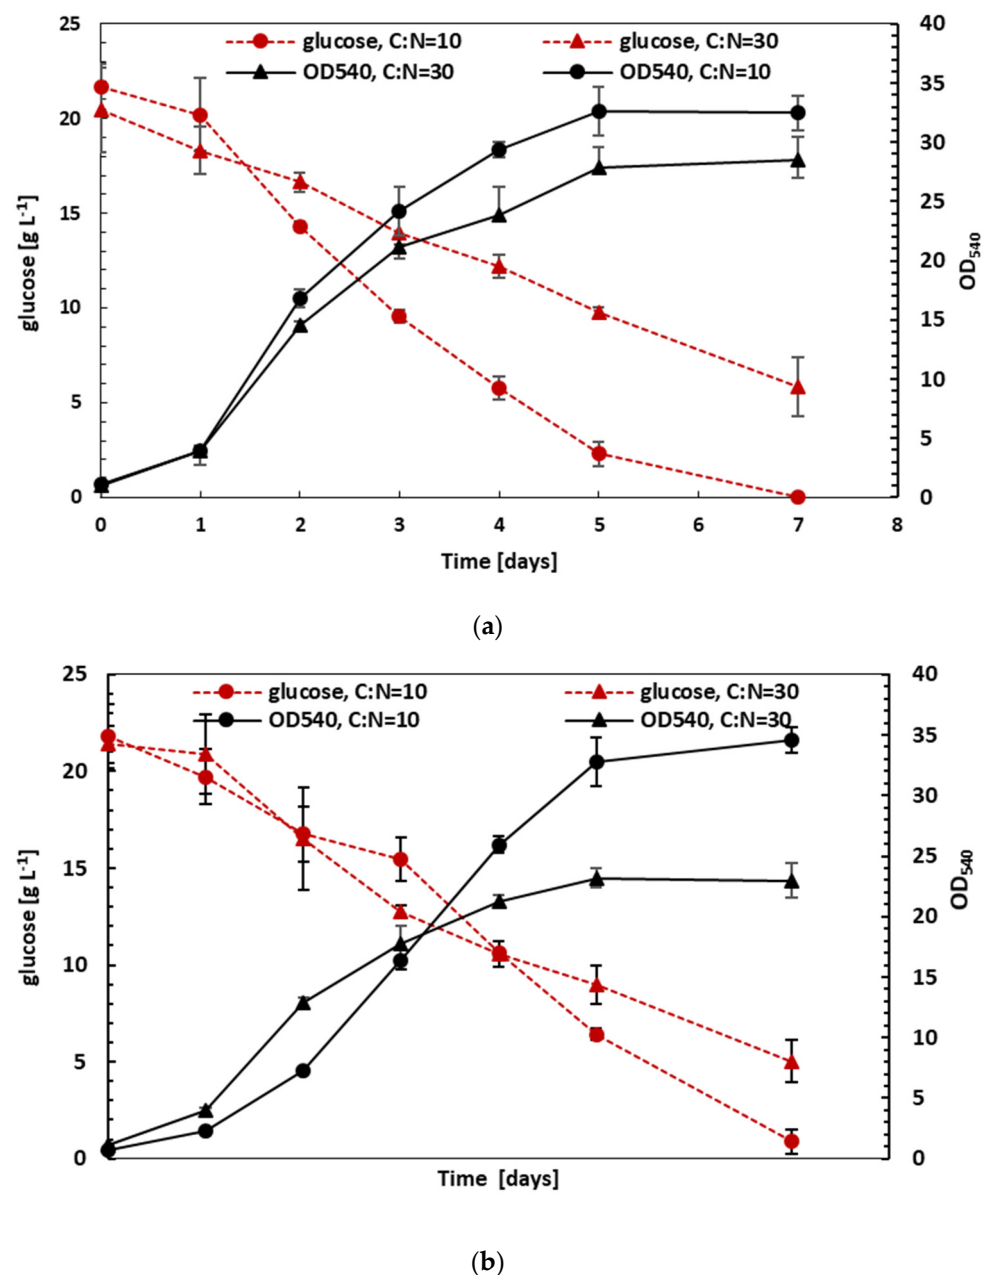 glucose, C:N=10 glucose, C:N=30
OD540, C:N=30 OD540, C:N=10
25
20
15
10
5
0
glucose [g L-1]
40
35
30
25
20
15
10
5
0
OD540
0 1 2 3 4 5 6 7 8
Time [days]
(a)
glucose, C:N=10 glucose, C:N=30
OD540, C:N=10 OD540, C:N=30
25
20
15
10
5
0
glucose [g L-1]
40
35
30
25
20
15
10
5
0
OD540
Time [days]
(b)